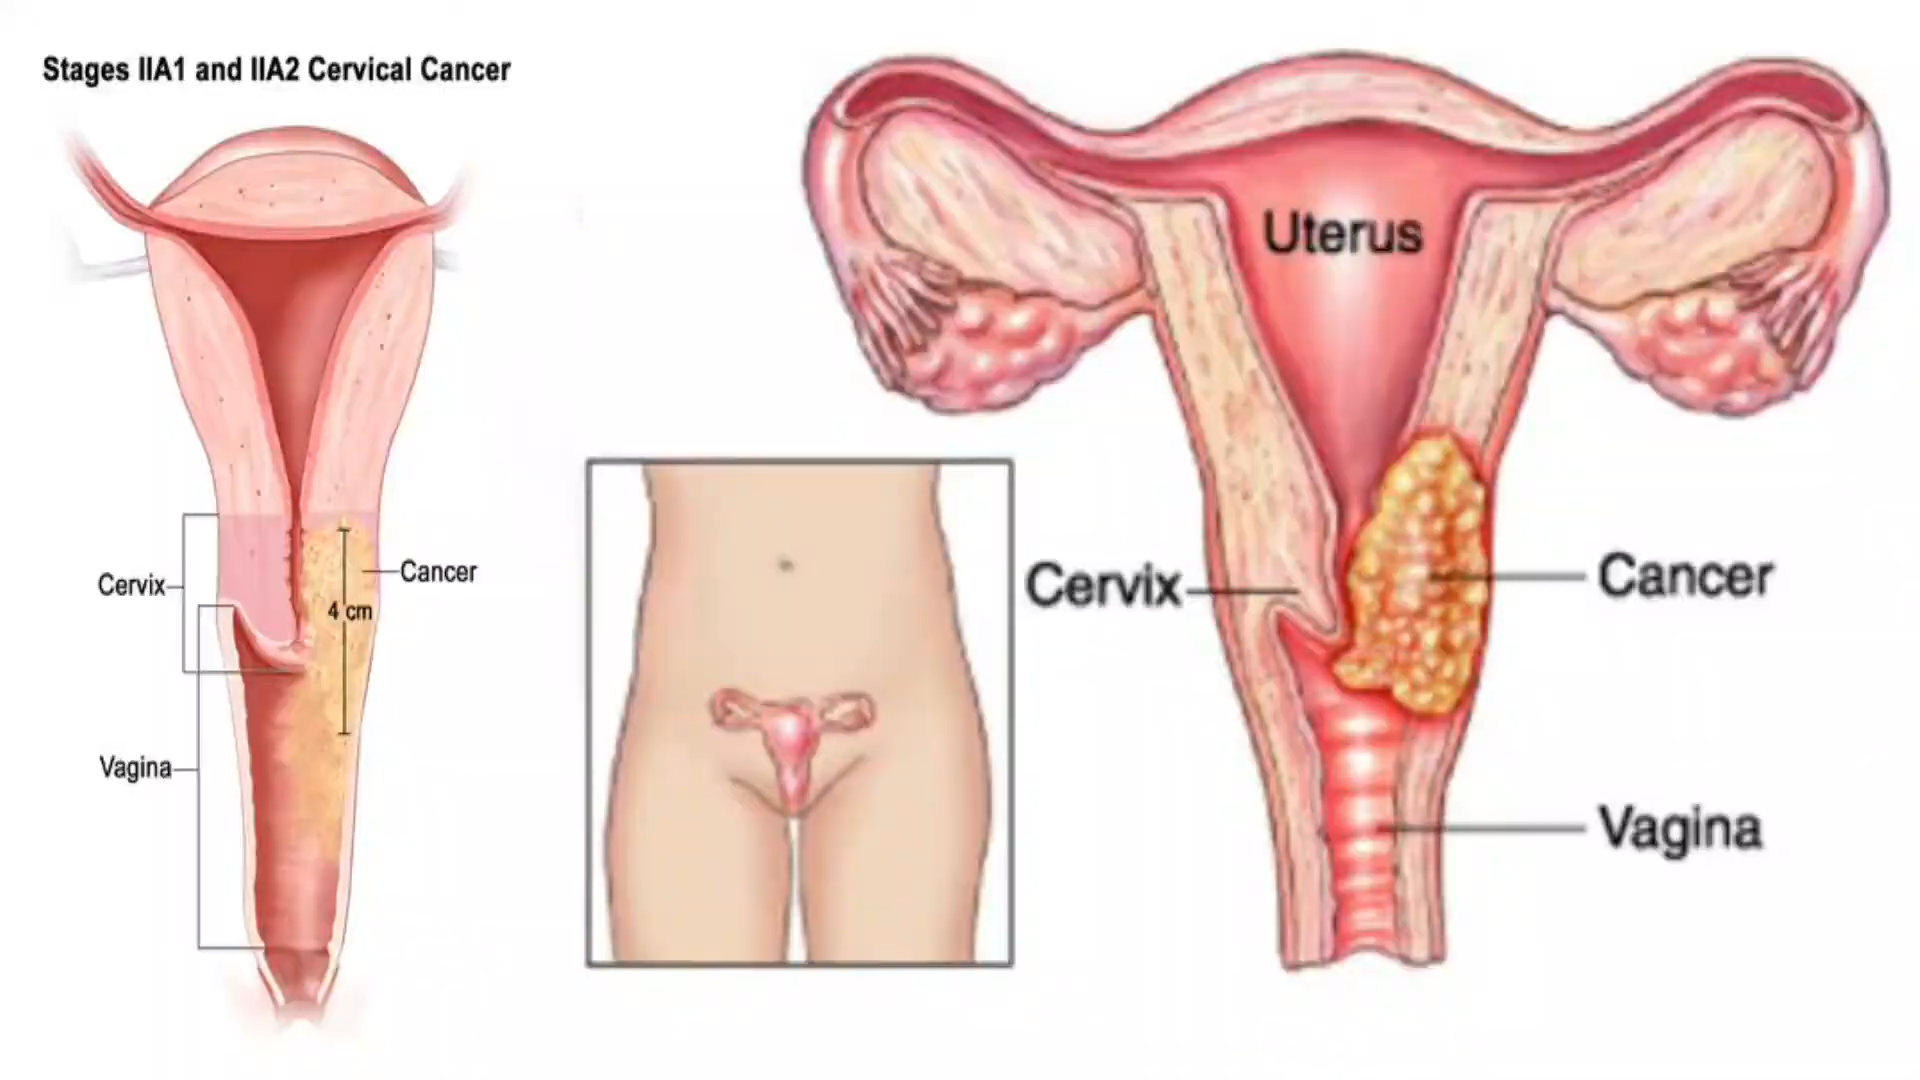 Stages IIA1 and IIA2 Cervical Cancer
Cervix
Cancer
4 cm
Vagina
Uterus
Cervix
Cancer
Vagina